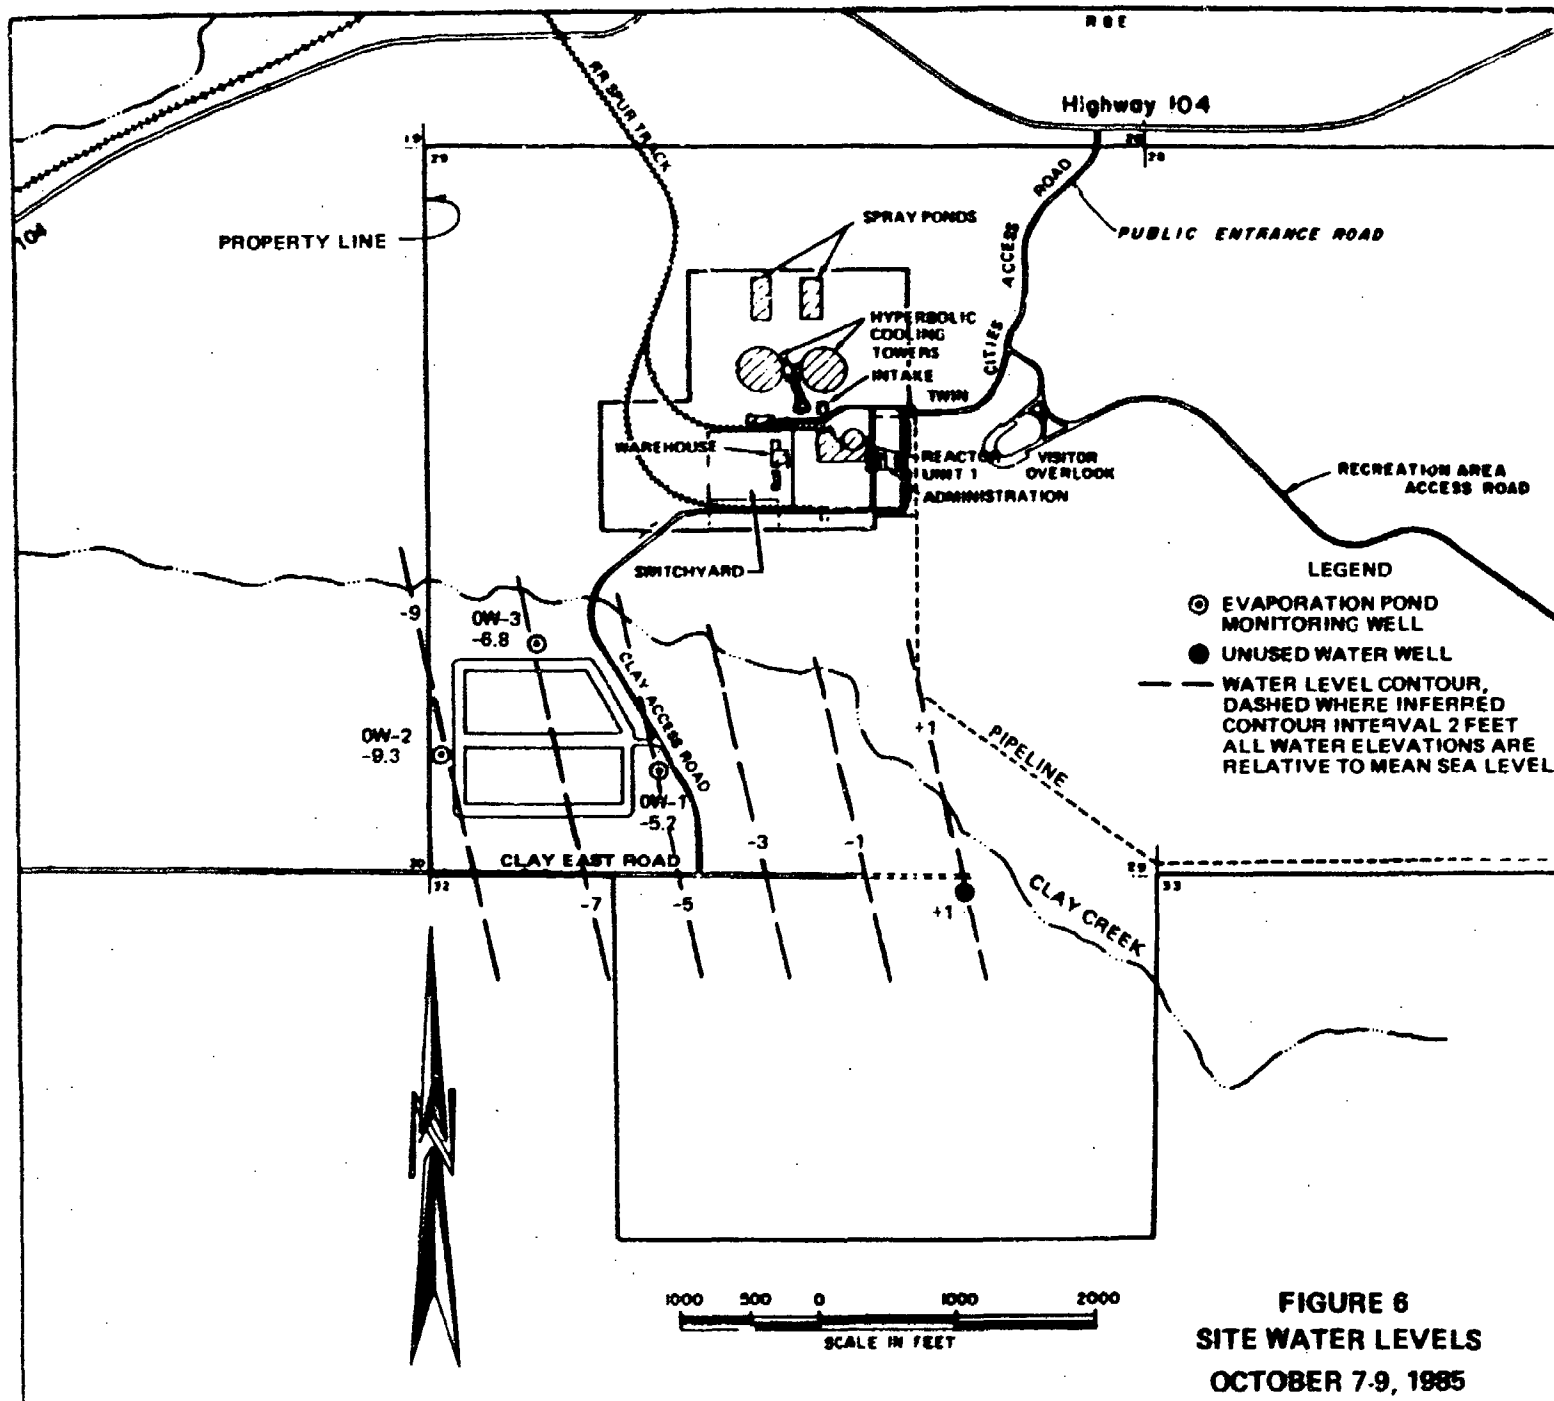 R 8 E
Highway 104
RR SPUR TRACK
19
29
28
28
104
PROPERTY LINE
SPRAY PONDS
TWIN CITIES ACCESS ROAD
PUBLIC ENTRANCE ROAD
HYPERBOLIC
COOLING
TOWERS
INTAKE
WAREHOUSE
REACTOR
UNIT 1
ADMINISTRATION
VISITOR
OVERLOOK
RECREATION AREA
ACCESS ROAD
SWITCHYARD
LEGEND
EVAPORATION POND
MONITORING WELL
UNUSED WATER WELL
WATER LEVEL CONTOUR,
DASHED WHERE INFERRED
CONTOUR INTERVAL 2 FEET
ALL WATER ELEVATIONS ARE
RELATIVE TO MEAN SEA LEVEL
-9
OW-3
-6.8
CLAY ACCESS ROAD
OW-2
-9.3
+1
PIPELINE
OW-1
-5.2
-3
-1
CLAY EAST ROAD
32
29
33
-7
-5
+1
CLAY CREEK
N
1000 500 0 1000 2000
SCALE IN FEET
FIGURE 6
SITE WATER LEVELS
OCTOBER 7-9, 1985